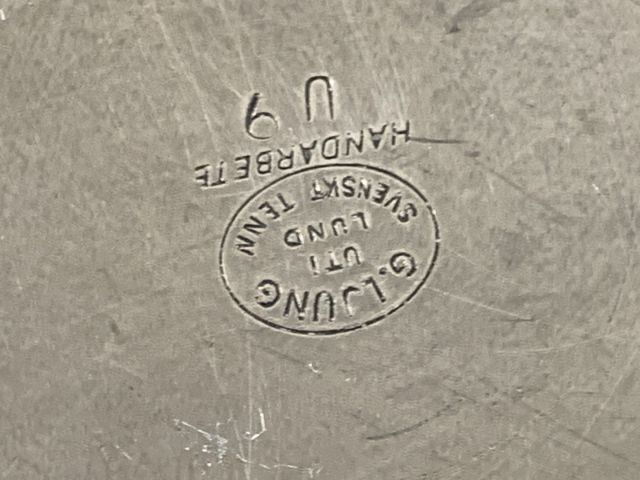 G. LJUNG
UTI
LUND
SVENSKT TENN
HANDARBETE
U 9